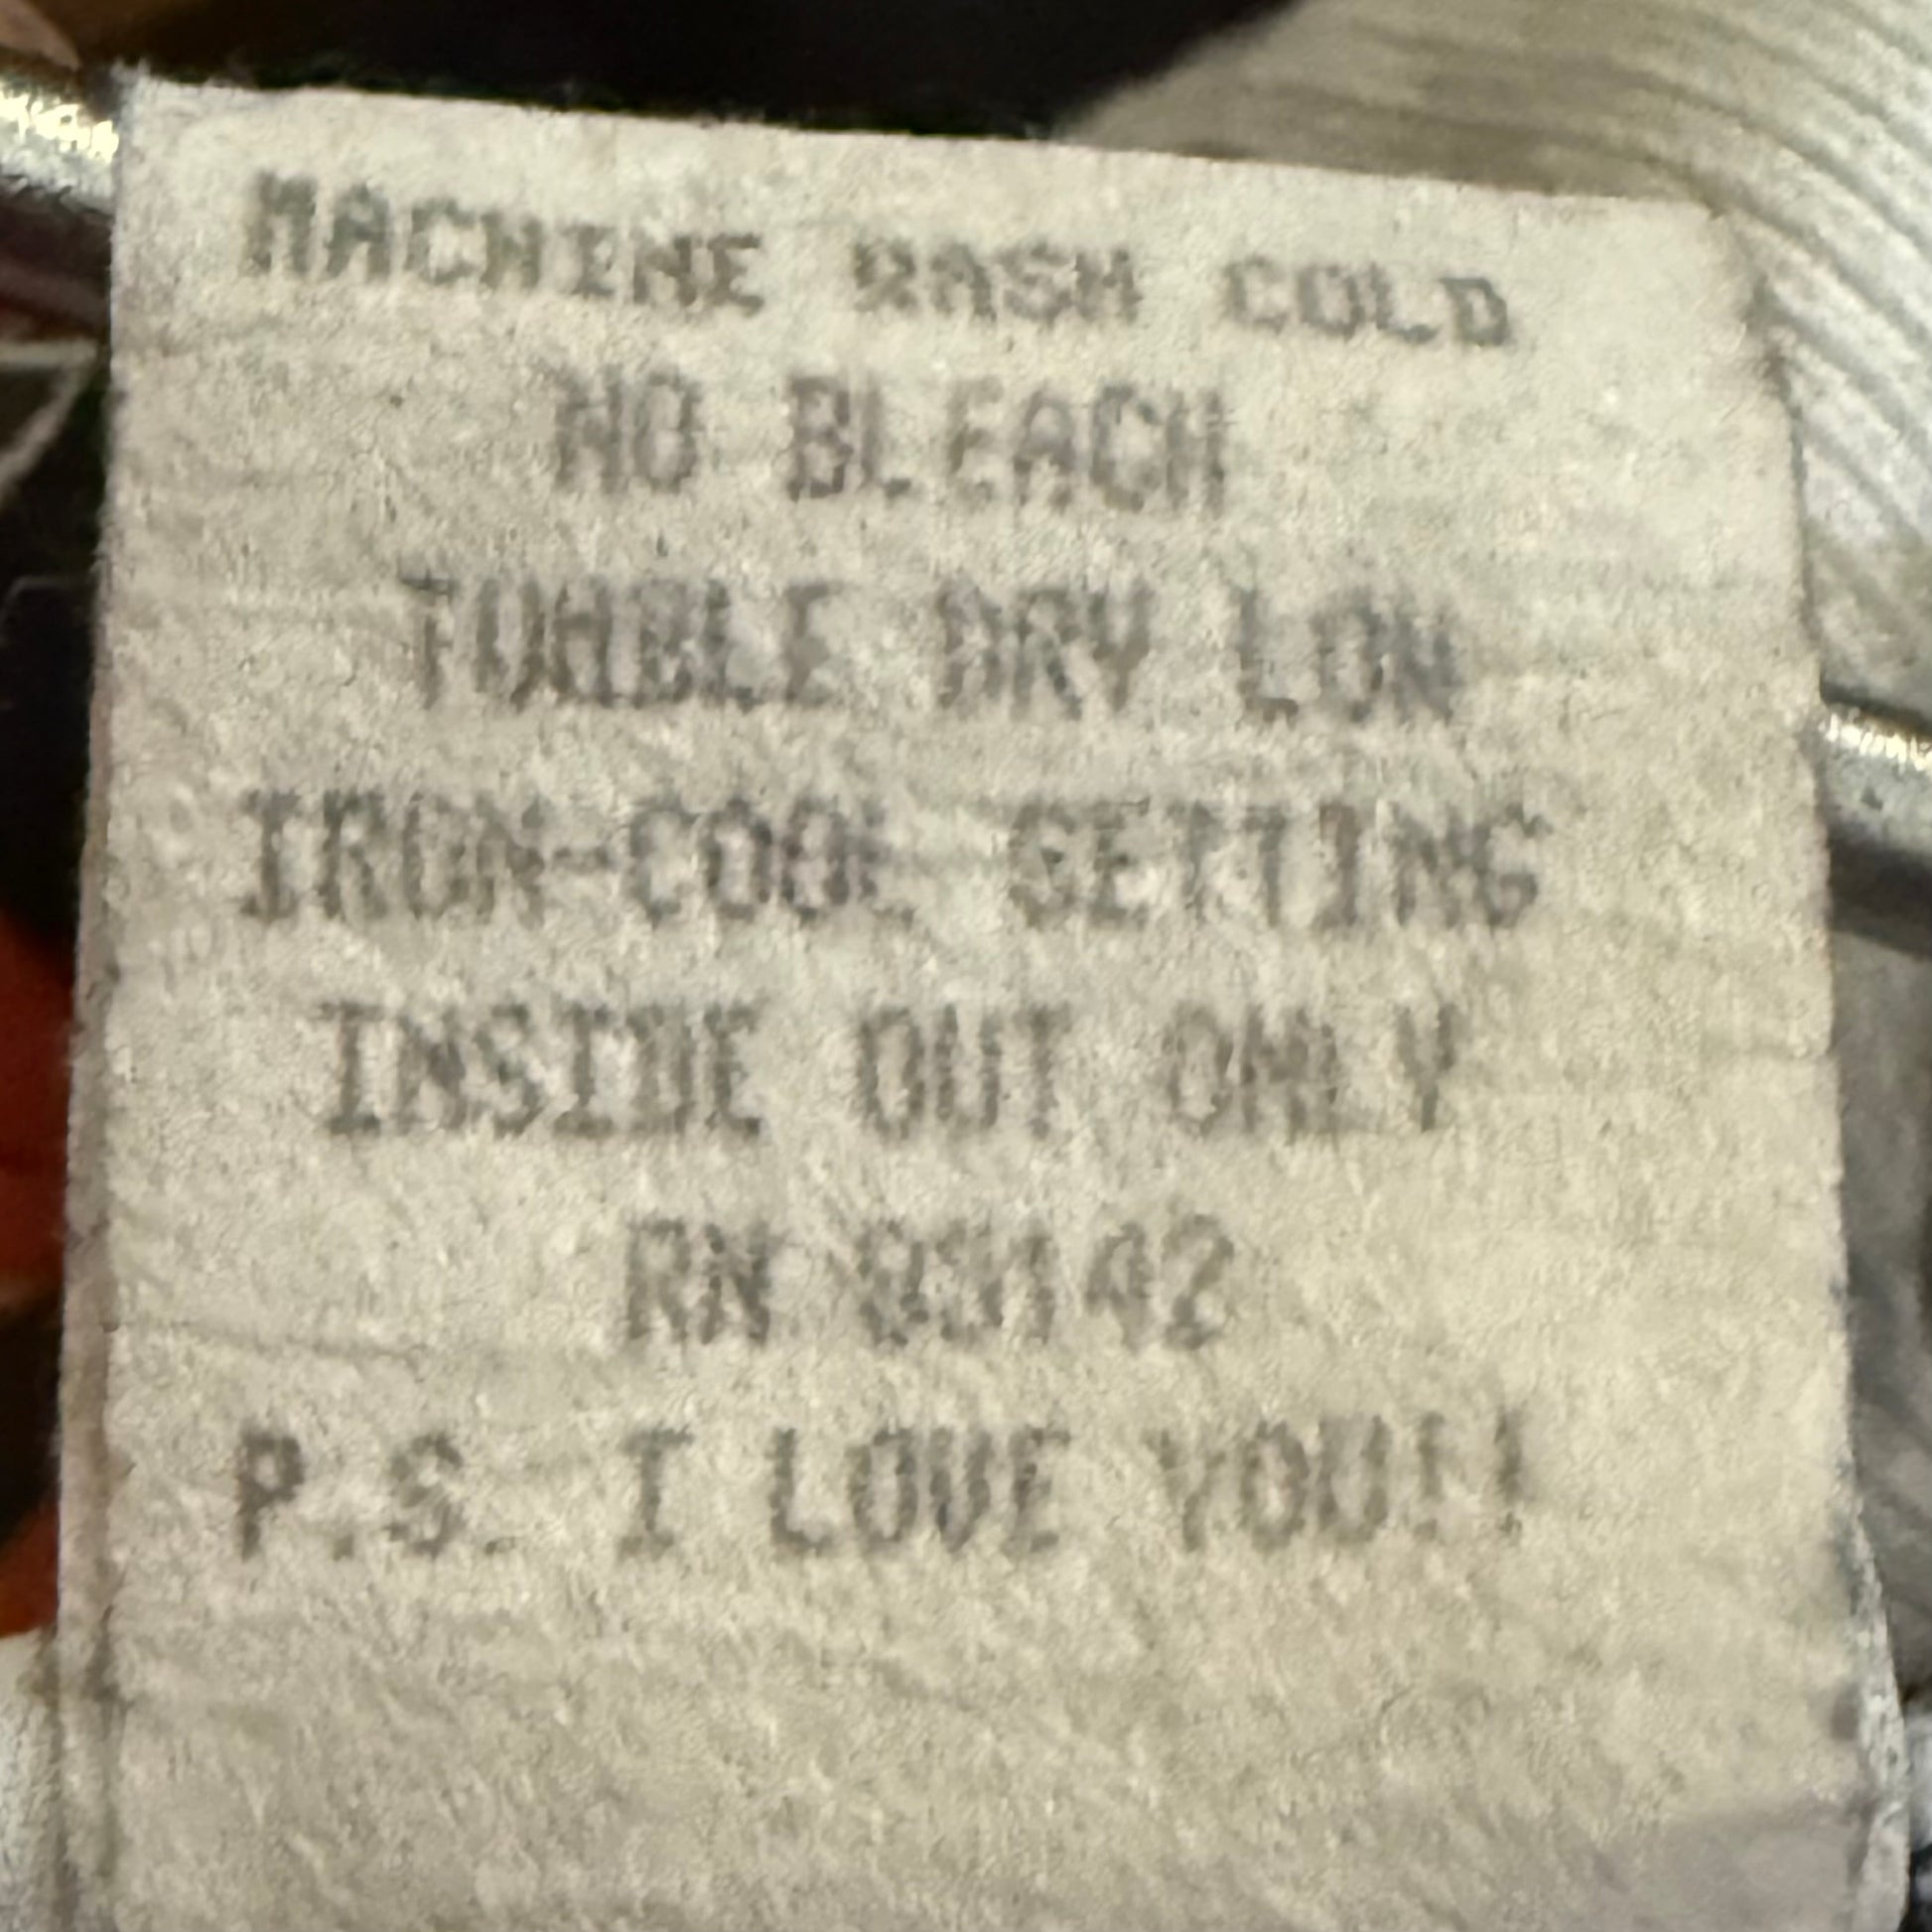 MACHINE WASH COLD
NO BLEACH
TUMBLE DRY LOW
IRON-COOL SETTING
INSIDE OUT ONLY
RN
P.S. I LOVE YOU!!